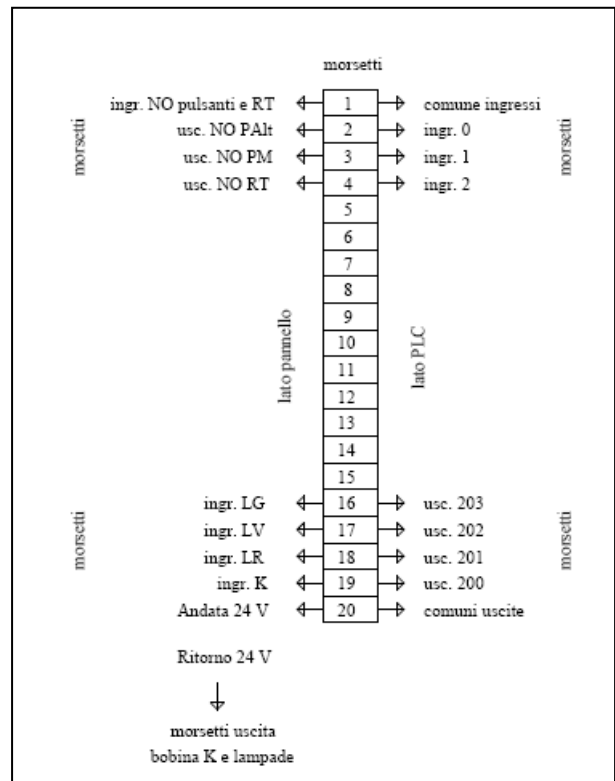 morsetti
ingr. NO pulsanti e RT 1 comune ingressi
usc. NO PAlt 2 ingr. 0
usc. NO PM 3 ingr. 1
usc. NO RT 4 ingr. 2
morsetti
morsetti
5
6
7
8
9
10
11
12
13
14
15
lato pannello
lato PLC
ingr. LG 16 usc. 203
ingr. LV 17 usc. 202
ingr. LR 18 usc. 201
ingr. K 19 usc. 200
Andata 24 V 20 comuni uscite
morsetti
morsetti
Ritorno 24 V
morsetti uscita
bobina K e lampade